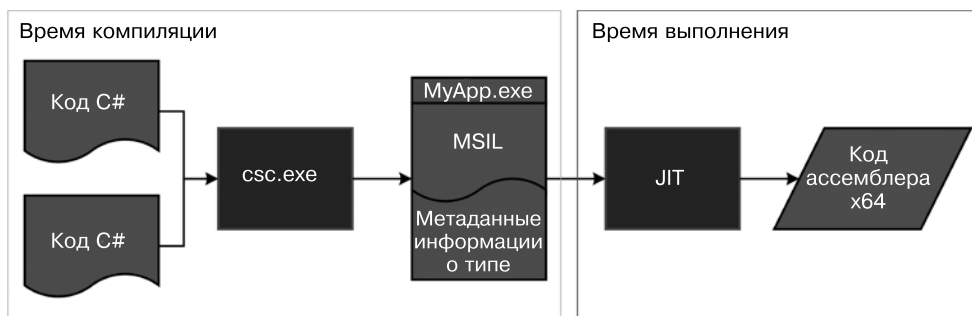 Время компиляции
Код C#
Код C#
csc.exe
MyApp.exe
MSIL
Метаданные
информации
о типе
Время выполнения
JIT
Код
ассемблера
x64